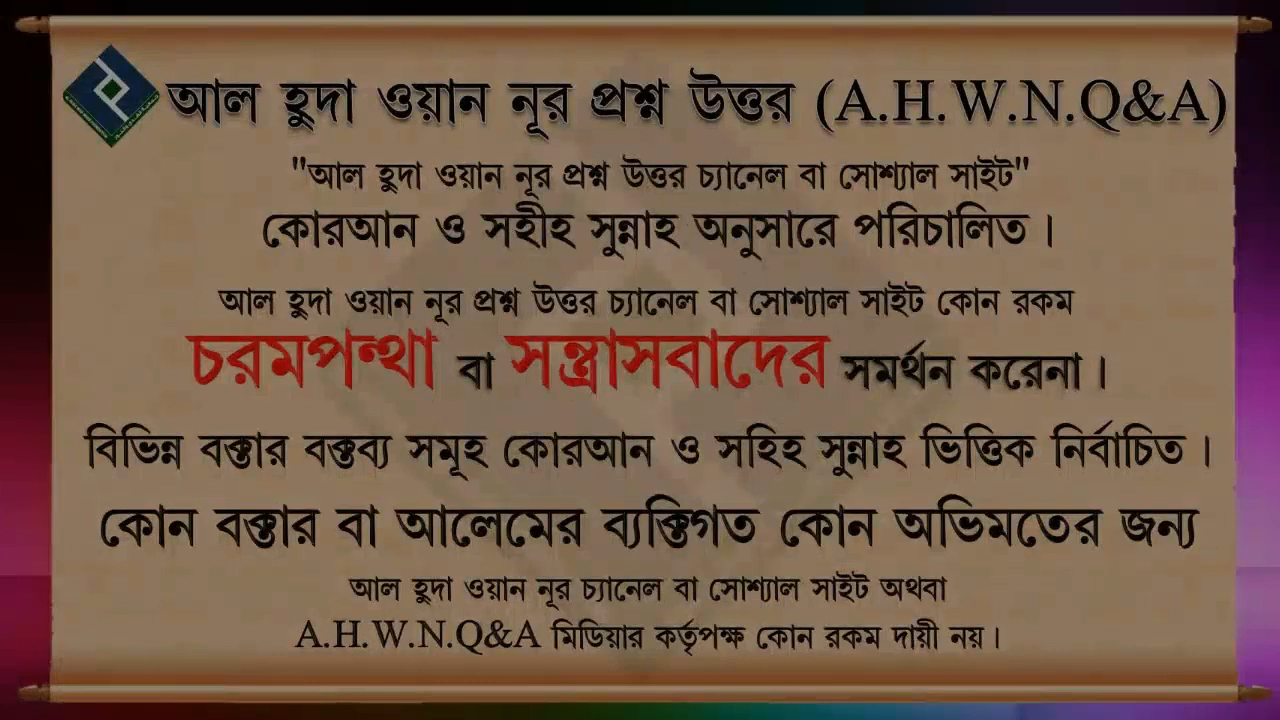 আল হুদা ওয়ান নূর প্রশ্ন উত্তর (A.H.W.N.Q&A)
"আল হুদা ওয়ান নূর প্রশ্ন উত্তর চ্যানেল বা সোশ্যাল সাইট"
কোরআন ও সহীহ সুন্নাহ অনুসারে পরিচালিত।
আল হুদা ওয়ান নূর প্রশ্ন উত্তর চ্যানেল বা সোশ্যাল সাইট কোন রকম
চরমপন্থা বা সন্ত্রাসবাদের সমর্থন করেনা।
বিভিন্ন বক্তার বক্তব্য সমূহ কোরআন ও সহিহ সুন্নাহ ভিত্তিক নির্বাচিত।
কোন বক্তার বা আলেমের ব্যক্তিগত কোন অভিমতের জন্য
আল হুদা ওয়ান নূর চ্যানেল বা সোশ্যাল সাইট অথবা
A.H.W.N.Q&A মিডিয়ার কর্তৃপক্ষ কোন রকম দায়ী নয়।